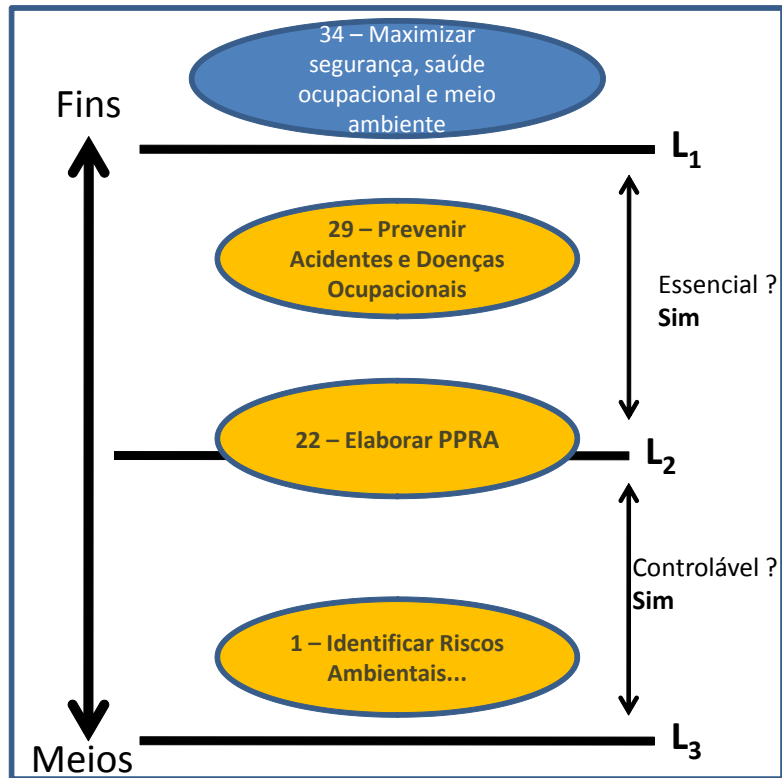 34 – Maximizar
segurança, saúde
ocupacional e meio
ambiente
Fins
L1
29 – Prevenir
Acidentes e Doenças
Ocupacionais
Essencial ?
Sim
22 – Elaborar PPRA
L2
Controlável ?
Sim
1 – Identificar Riscos
Ambientais...
L3
Meios